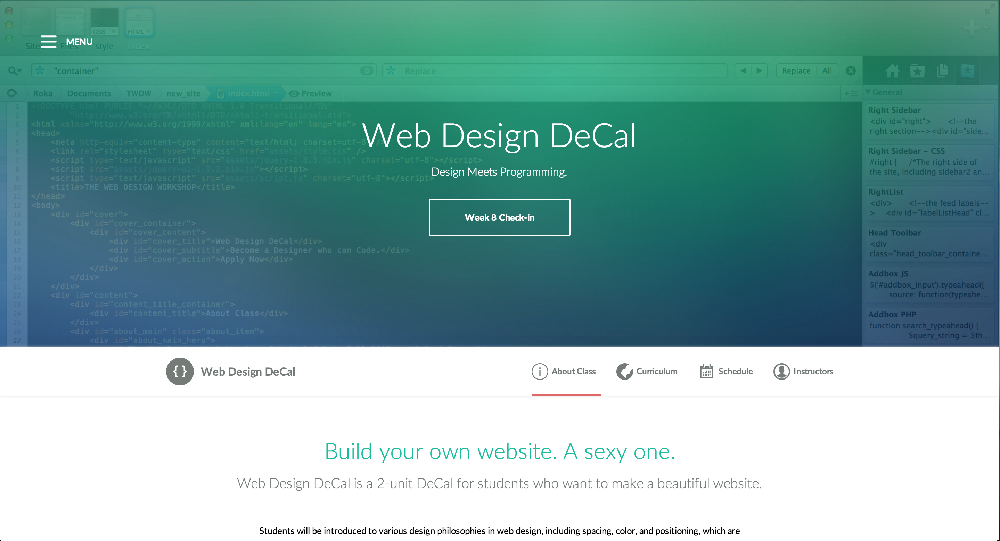 CSS
HTML
Sites
Files
style
index
MENU
"container"
0
Replace
Replace
All
Roka
Documents
TWDW
new_site
index.html
Preview
1 <!DOCTYPE html PUBLIC "-//W3C//DTD XHTML 1.0 Transitional//EN"
2 "http://www.w3.org/TR/xhtml1/DTD/xhtml1-transitional.dtd">
3 <html xmlns="http://www.w3.org/1999/xhtml" xml:lang="en" lang="en">
4 <head>
5 <meta http-equiv="content-type" content="text/html; charset=utf-8" />
6 <link rel="stylesheet" type="text/css" href="assets/style.css" />
7 <script type="text/javascript" src="assets/jquery-1.8.3.min.js" charset="utf-8"></script>
8 <script src="assets/jquery-ui-1.9.2.min.js"></script>
9 <script type="text/javascript" src="assets/script.js" charset="utf-8"></script>
10 <title>THE WEB DESIGN WORKSHOP</title>
11 </head>
12 <body>
13 <div id="cover">
14 <div id="cover_container">
15 <div id="cover_content">
16 <div id="cover_title">Web Design DeCal</div>
17 <div id="cover_subtitle">Become a Designer who can Code.</div>
18 <div id="cover_action">Apply Now</div>
19 </div>
20 </div>
21 </div>
22 <div id="content">
23 <div id="content_title_container">
24 <div id="content_title">About Class</div>
25 </div>
26 <div id="about_main" class="about_item">
27 <div id="about_main_hero">
Web Design DeCal
Design Meets Programming.
Week 8 Check-in
General
Right Sidebar
<div id="right"> <!--the
right section--><div id="side...
Right Sidebar - CSS
#right { /*The right side of
the site, including sidebar2 an...
RightList
<div> <!--the feed labels--
> <div id="labelListHead" cl...
Head Toolbar
<div
class="head_toolbar_containe...
Addbox JS
$('#addbox_input').typeahead({
source: function(typeahe...
Addbox PHP
function search_typeahead() {
$query_string = $th...
{ } Web Design DeCal
About Class
Curriculum
Schedule
Instructors
Build your own website. A sexy one.
Web Design DeCal is a 2-unit DeCal for students who want to make a beautiful website.
Students will be introduced to various design philosophies in web design, including spacing, color, and positioning, which are